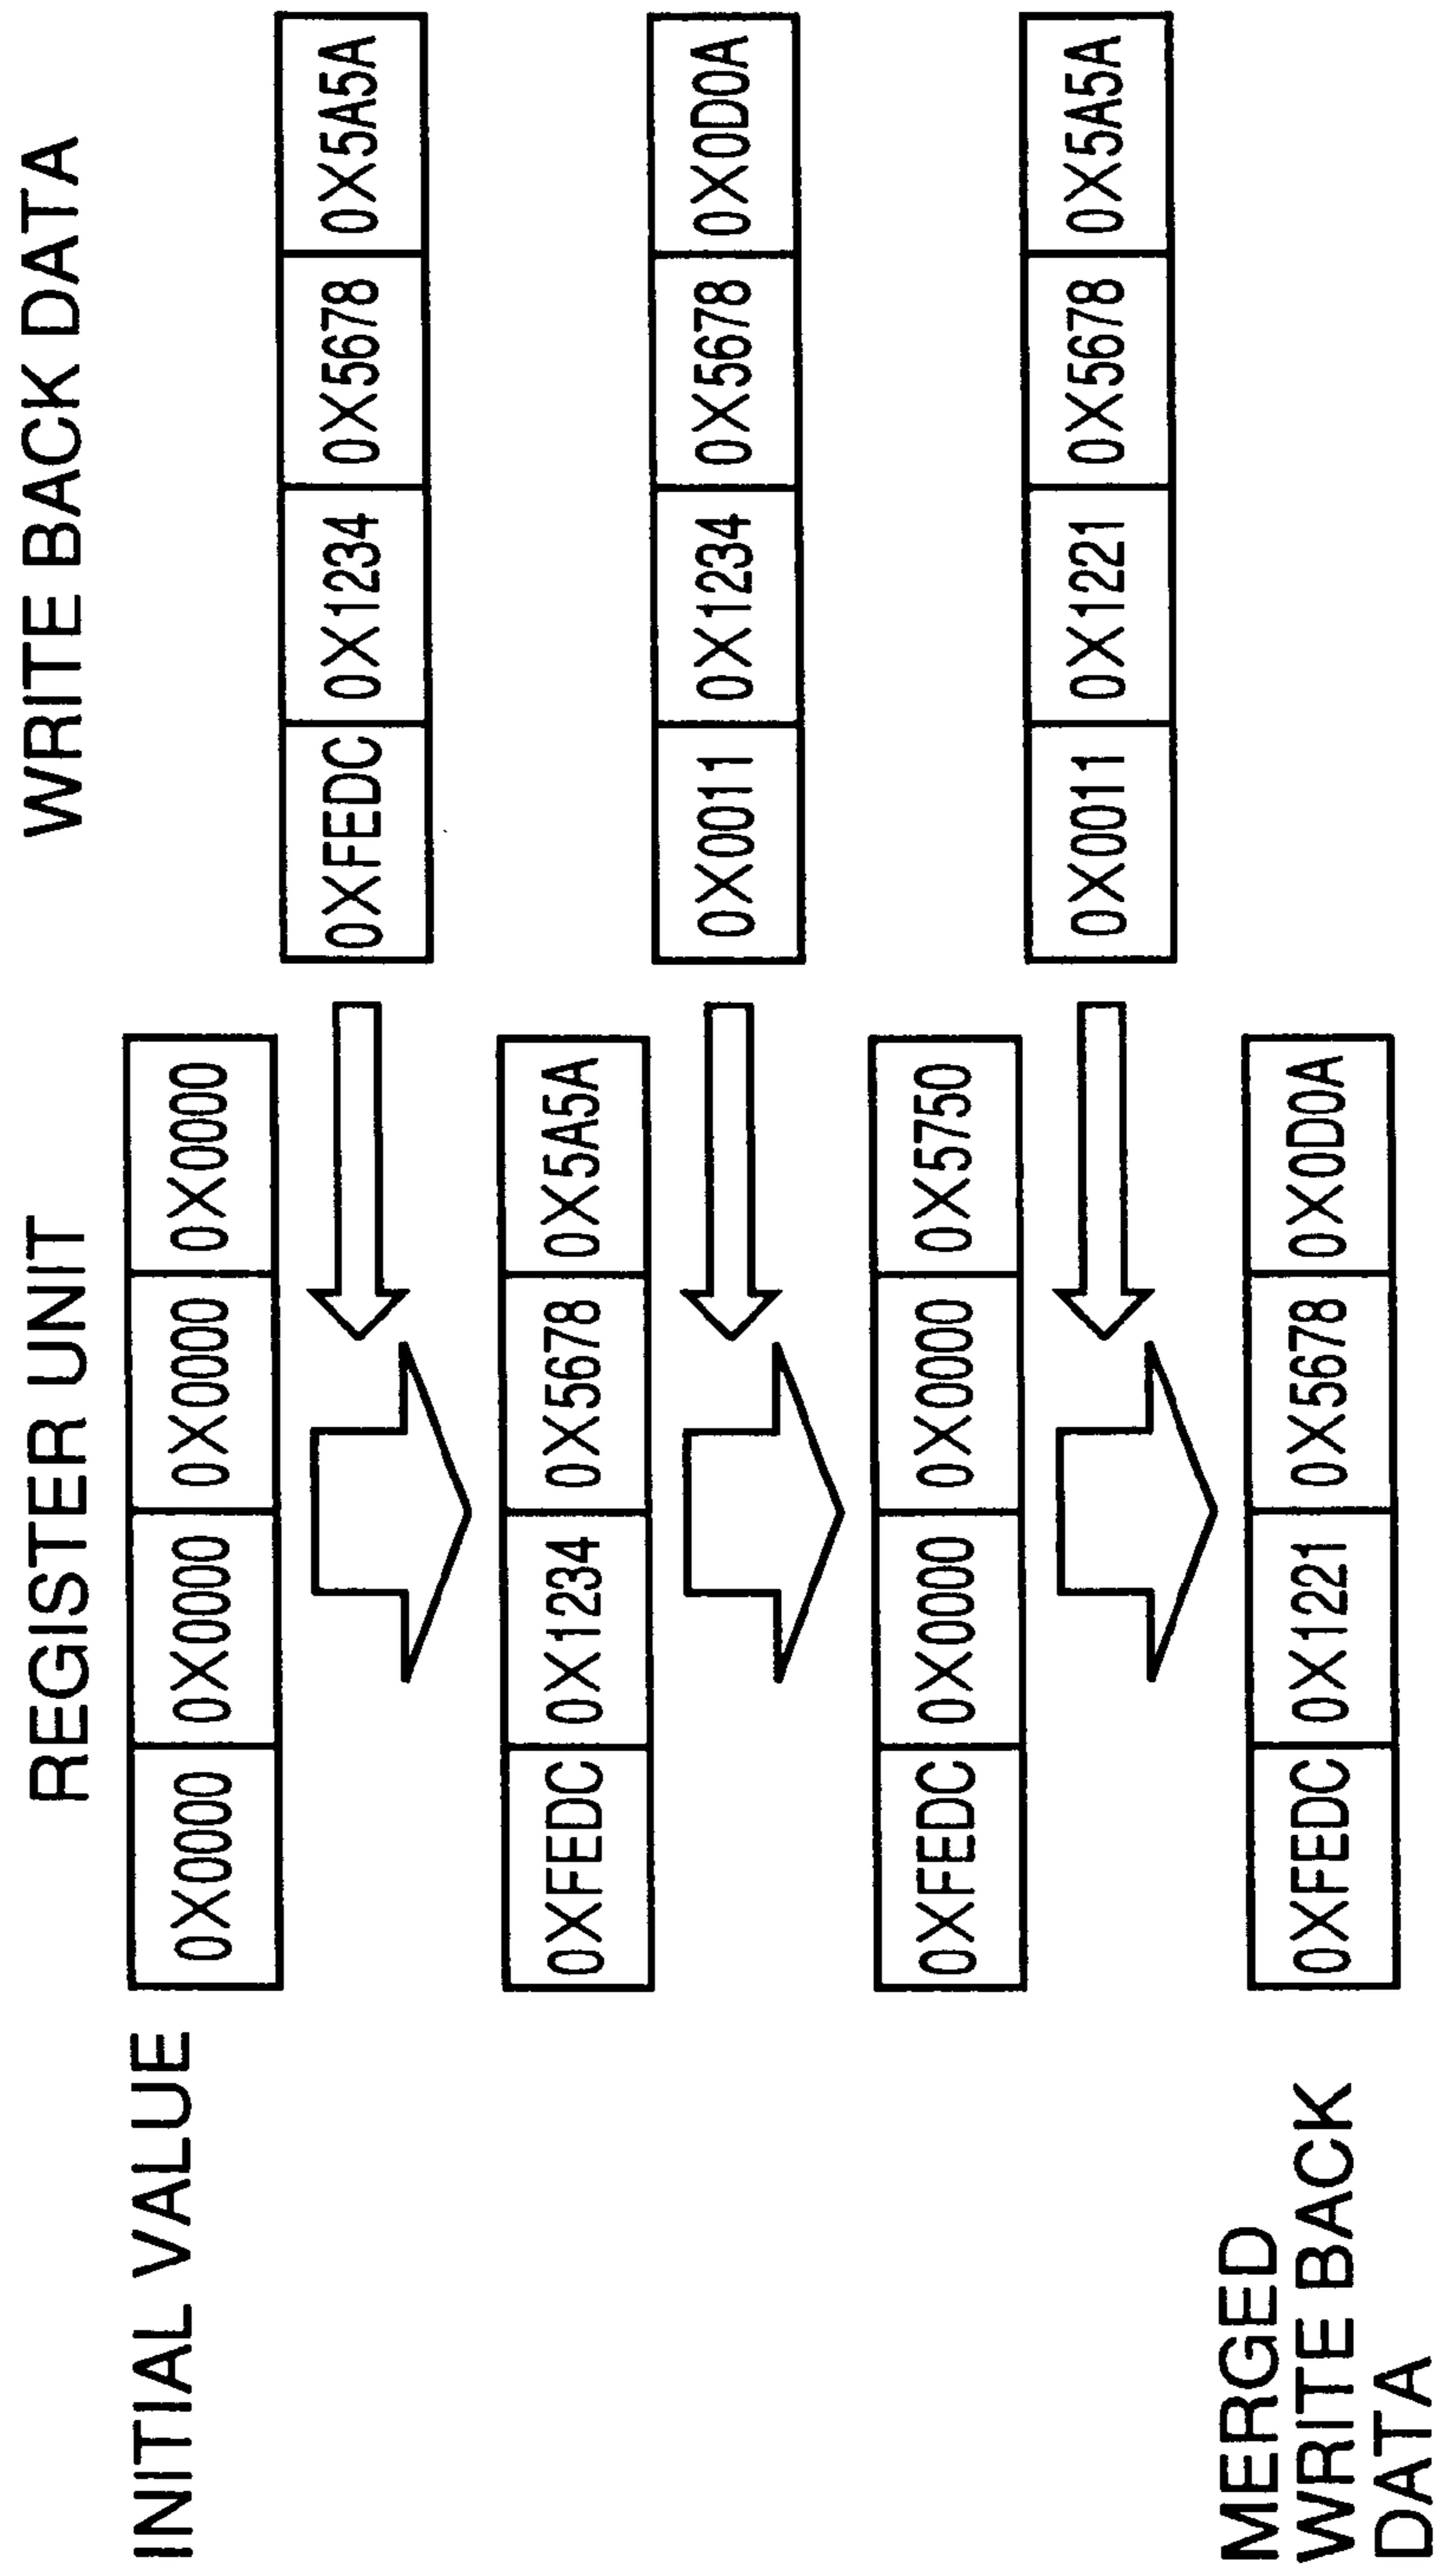 REGISTER UNIT
WRITE BACK DATA
INITIAL VALUE
0X0000 0X0000 0X0000 0X0000
0XFEDC 0X1234 0X5678 0X5A5A
0XFEDC 0X1234 0X5678 0X5A5A
0X0011 0X1234 0X5678 0X0D0A
0XFEDC 0X0000 0X0000 0X5750
0X0011 0X1221 0X5678 0X5A5A
MERGED
WRITE BACK
DATA
0XFEDC 0X1221 0X5678 0X0D0A